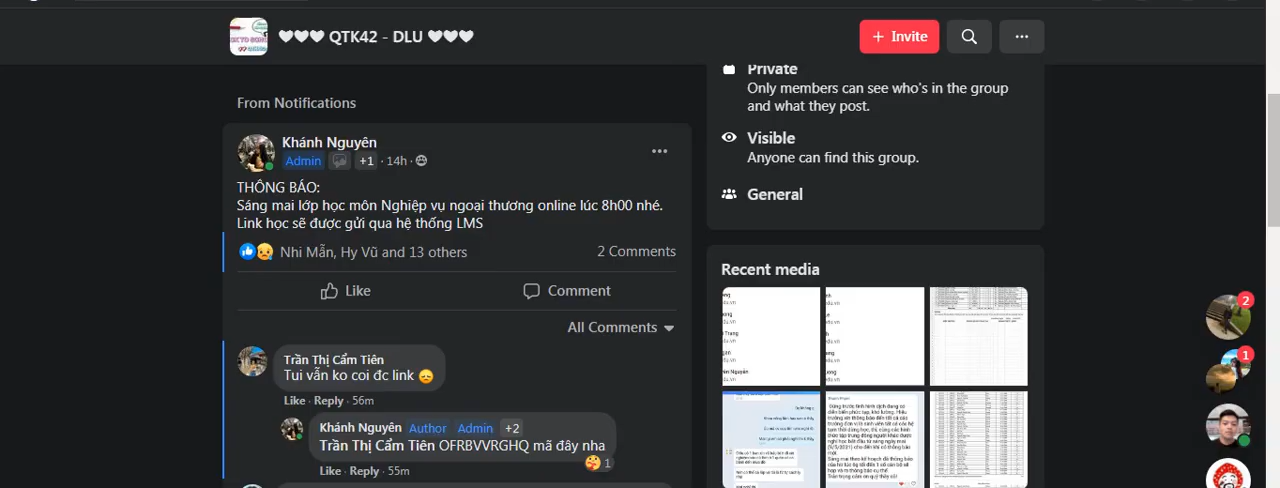 ♥♥♥ QTK42 - DLU ♥♥♥
+ Invite
From Notifications
Khánh Nguyên
Admin +1 · 14h ·
THÔNG BÁO:
Sáng mai lớp học môn Nghiệp vụ ngoại thương online lúc 8h00 nhé.
Link học sẽ được gửi qua hệ thống LMS
Nhi Mẫn, Hy Vũ and 13 others
2 Comments
Like
Comment
All Comments
Trần Thị Cẩm Tiên
Tui vẫn ko coi đc link 😔
Like · Reply · 56m
Khánh Nguyên Author Admin +2
Trần Thị Cẩm Tiên OFRBVVRGHQ mã đây nha
1
Like · Reply · 55m
Private
Only members can see who's in the group
and what they post.
Visible
Anyone can find this group.
General
Recent media
2
1